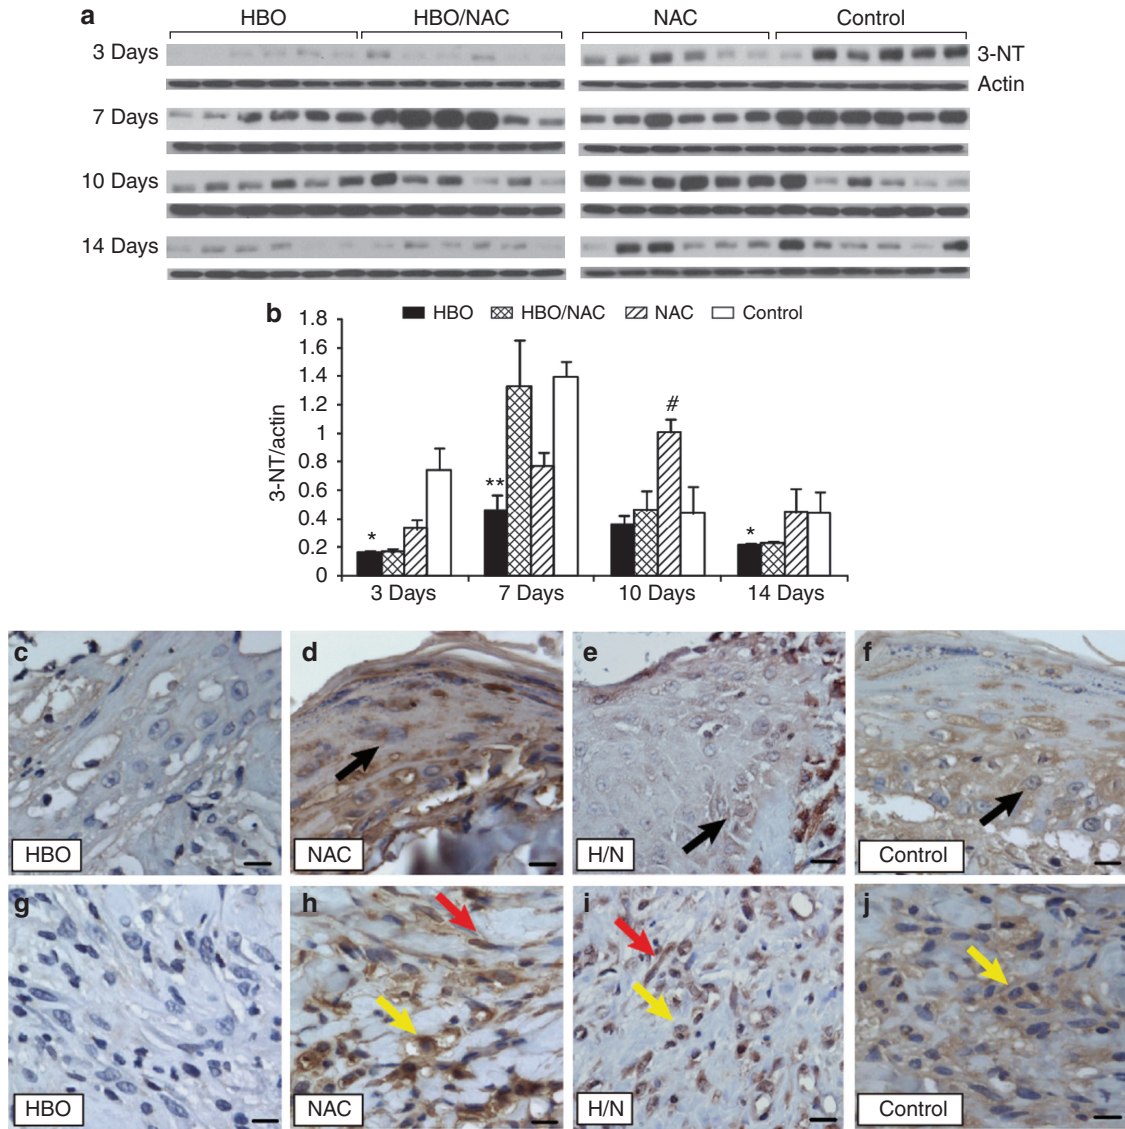 a
HBO HBO/NAC NAC Control
3 Days 3-NT
Actin
7 Days
10 Days
14 Days
b
HBO HBO/NAC NAC Control
1.8
1.6
1.4
1.2
1
0.8
0.6
0.4
0.2
0
3-NT/actin
* ** # *
3 Days 7 Days 10 Days 14 Days
c d e f
HBO NAC H/N Control
g h i j
HBO NAC H/N Control